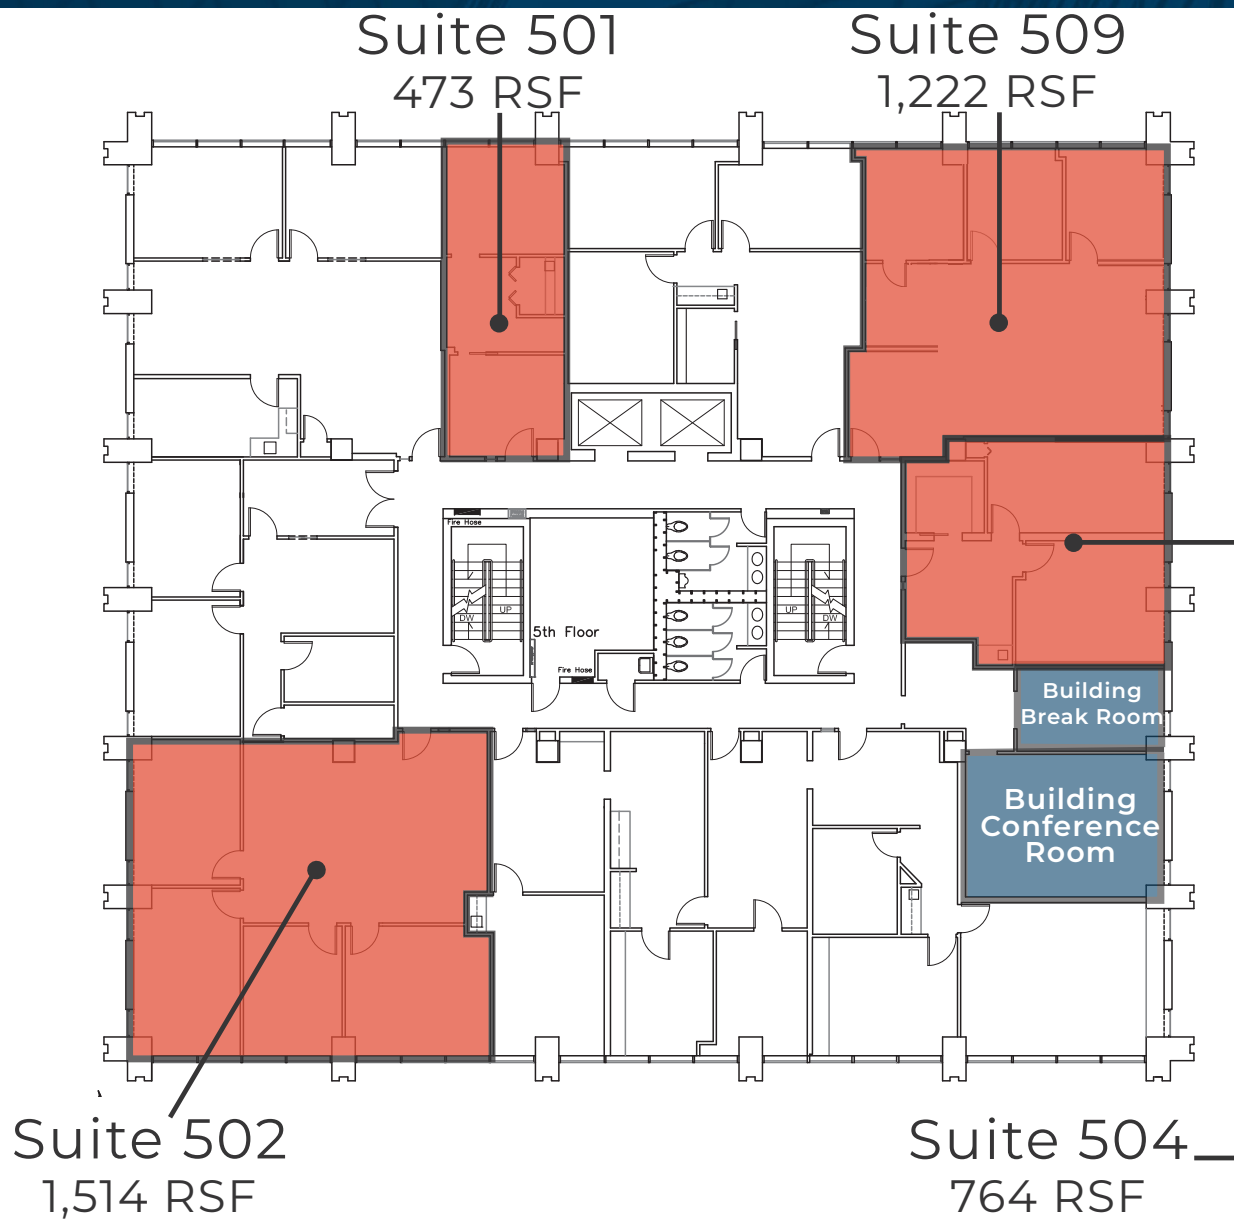 Suite 501
473 RSF
Suite 509
1,222 RSF
Fire Hose
UP
DW
5th Floor
Fire Hose
UP
DW
Building
Break Room
Building
Conference
Room
Suite 502
1,514 RSF
Suite 504
764 RSF